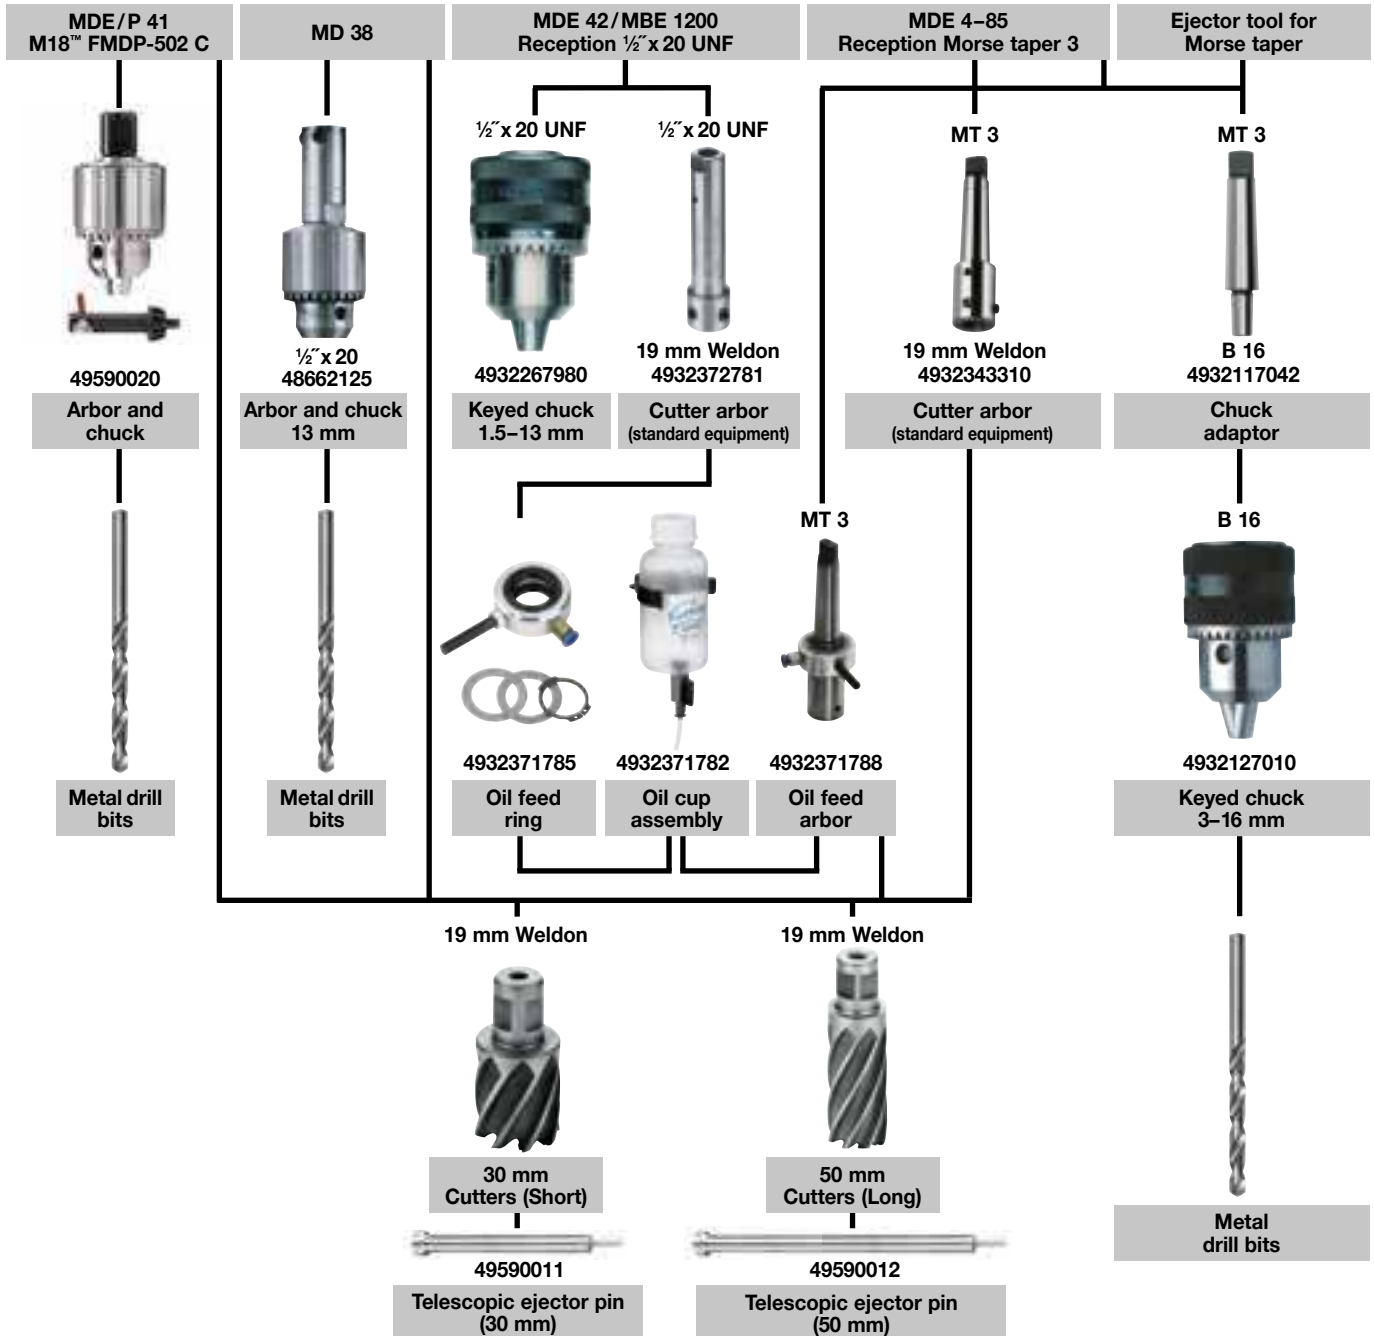 MDE/P 41
M18™ FMDP-502 C
MD 38
MDE 42/MBE 1200
Reception ½˝x 20 UNF
MDE 4–85
Reception Morse taper 3
Ejector tool for
Morse taper
½˝x 20 UNF
½˝x 20 UNF
MT 3
MT 3
49590020
Arbor and
chuck
½˝x 20
48662125
Arbor and chuck
13 mm
4932267980
Keyed chuck
1.5–13 mm
19 mm Weldon
4932372781
Cutter arbor
(standard equipment)
19 mm Weldon
4932343310
Cutter arbor
(standard equipment)
B 16
4932117042
Chuck
adaptor
MT 3
B 16
Metal drill
bits
Metal drill
bits
4932371785
Oil feed
ring
4932371782
Oil cup
assembly
4932371788
Oil feed
arbor
4932127010
Keyed chuck
3–16 mm
19 mm Weldon
19 mm Weldon
30 mm
Cutters (Short)
50 mm
Cutters (Long)
Metal
drill bits
49590011
Telescopic ejector pin
(30 mm)
49590012
Telescopic ejector pin
(50 mm)